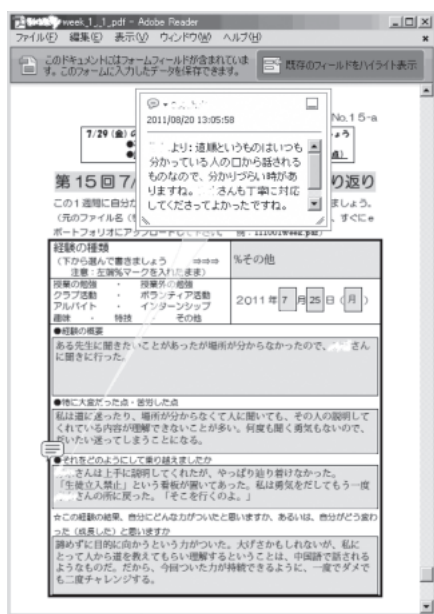 week_1_j_1_pdf - Adobe Reader
ファイル(F) 編集(E) 表示(V) ウィンドウ(W) ヘルプ(H)
このドキュメントにはフォームフィールドが含まれています。このフォームに入力したデータを保存できます。
既存のフィールドをハイライト表示
No.15-a
7/29 (金)
2011/08/20 13:05:58
より: 道順というものはいつも
分かっている人の口から話される
ものなので、分かりづらい時があ
りますね。 さんも丁寧に対応
してくださってよかったですね。
第15回 7/ り返り
この1週間に自分 ましょう。
(元のファイル名 すぐにe
ポートフォリオにアップロードして
経験の種類
(下から選んで書きましょう ⇒⇒⇒
注意:左端%マークを入れたまま)
%その他
授業の勉強 ・ 授業外の勉強
クラブ活動 ・ ボランティア活動
アルバイト ・ インターンシップ
趣味 ・ 特技 ・ その他
2011年 7 月 25 日 ( 月 )
●経験の概要
ある先生に聞きたいことがあったが場所が分からなかったので、 さん
に聞きに行った。
●特に大変だった点・苦労した点
私は道に迷ったり、場所が分からなくて人に聞いても、その人の説明して
くれている内容が理解できないことが多い。何度も聞く勇気もないので、
だいたい迷ってしまうことになる。
●それをどのようにして乗り越えましたか
さんは上手に説明してくれたが、やっぱり辿り着けなかった。
「生徒立入禁止」という看板が置いてあった。私は勇気をだしてもう一度
さんの所に戻った。「そこを行くのよ。」
☆この経験の結果、自分にどんな力がついたと思いますか、あるいは、自分がどう変わ
った(成長した)と思いますか
諦めずに目的に向かうという力がついた。大げさかもしれないが、私に
とって人から道を教えてもらい理解するということは、中国語で話される
ようなものだ。だから、今回ついた力が持続できるように、一度でダメで
も二度チャレンジする。